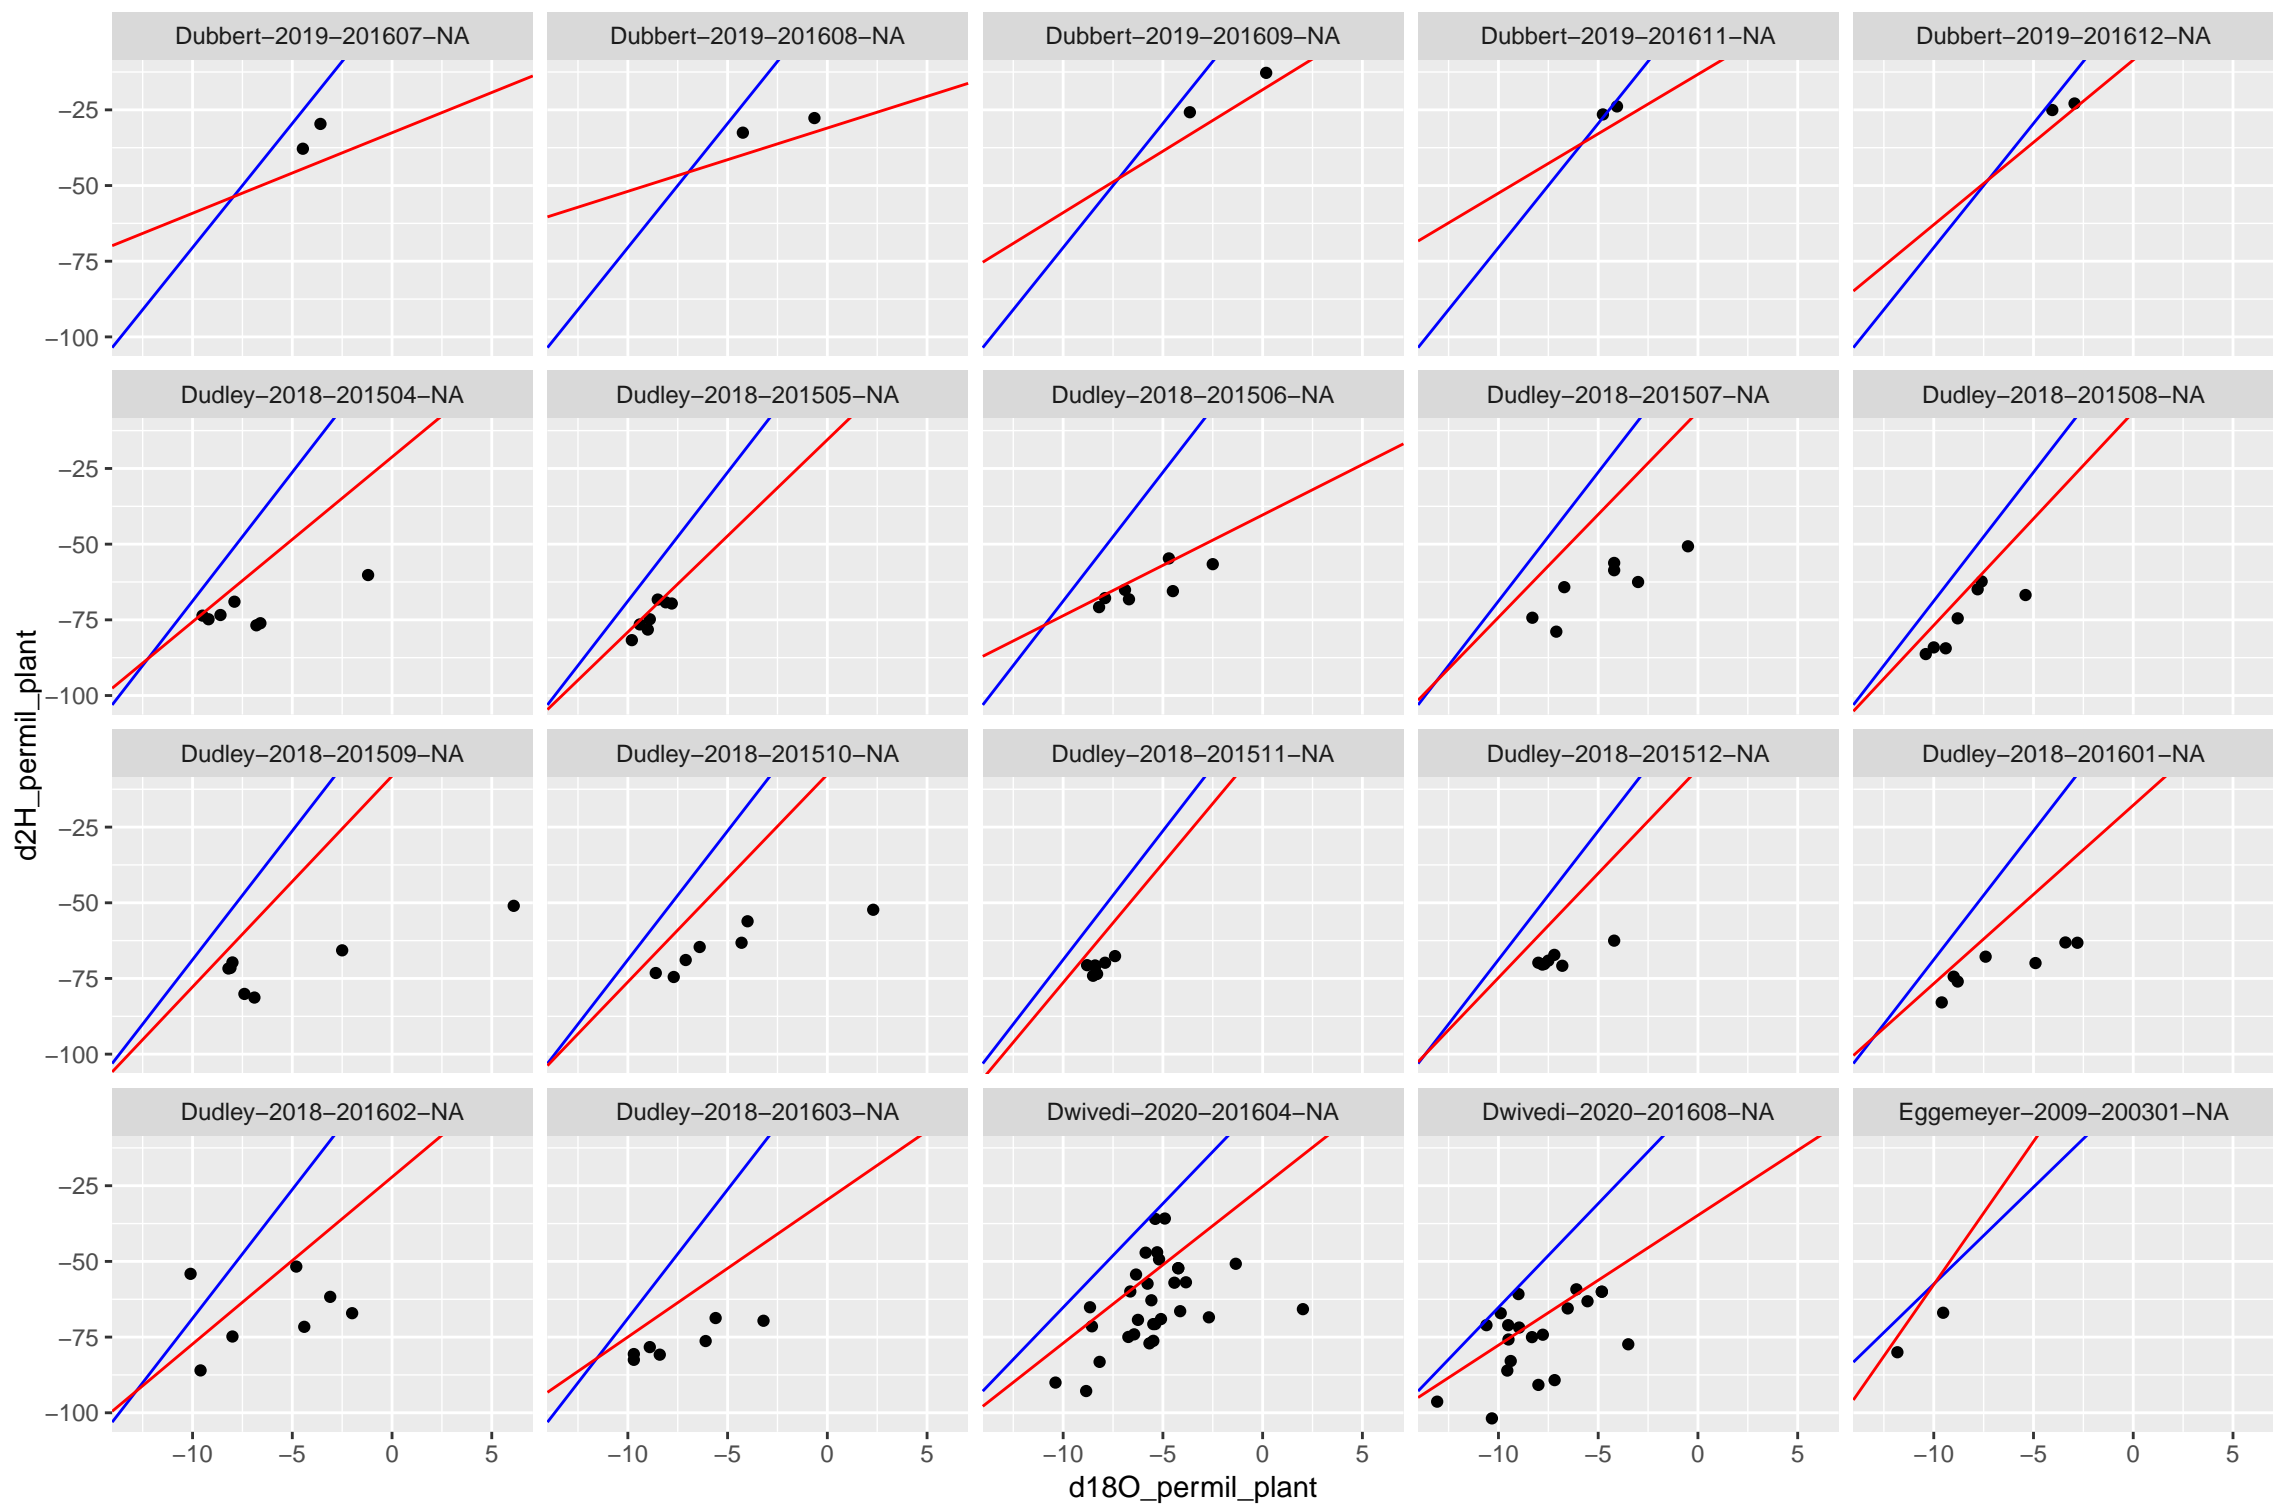 Dubbert−2019−201607−NA
Dubbert−2019−201608−NA
Dubbert−2019−201609−NA
Dubbert−2019−201611−NA
Dubbert−2019−201612−NA
−25
−50
−75
−100
Dudley−2018−201504−NA
Dudley−2018−201505−NA
Dudley−2018−201506−NA
Dudley−2018−201507−NA
Dudley−2018−201508−NA
−25
−50
−75
−100
d2H_permil_plant
Dudley−2018−201509−NA
Dudley−2018−201510−NA
Dudley−2018−201511−NA
Dudley−2018−201512−NA
Dudley−2018−201601−NA
−25
−50
−75
−100
Dudley−2018−201602−NA
Dudley−2018−201603−NA
Dwivedi−2020−201604−NA
Dwivedi−2020−201608−NA
Eggemeyer−2009−200301−NA
−25
−50
−75
−100
−10 −5 0 5
−10 −5 0 5
−10 −5 0 5
−10 −5 0 5
−10 −5 0 5
d18O_permil_plant